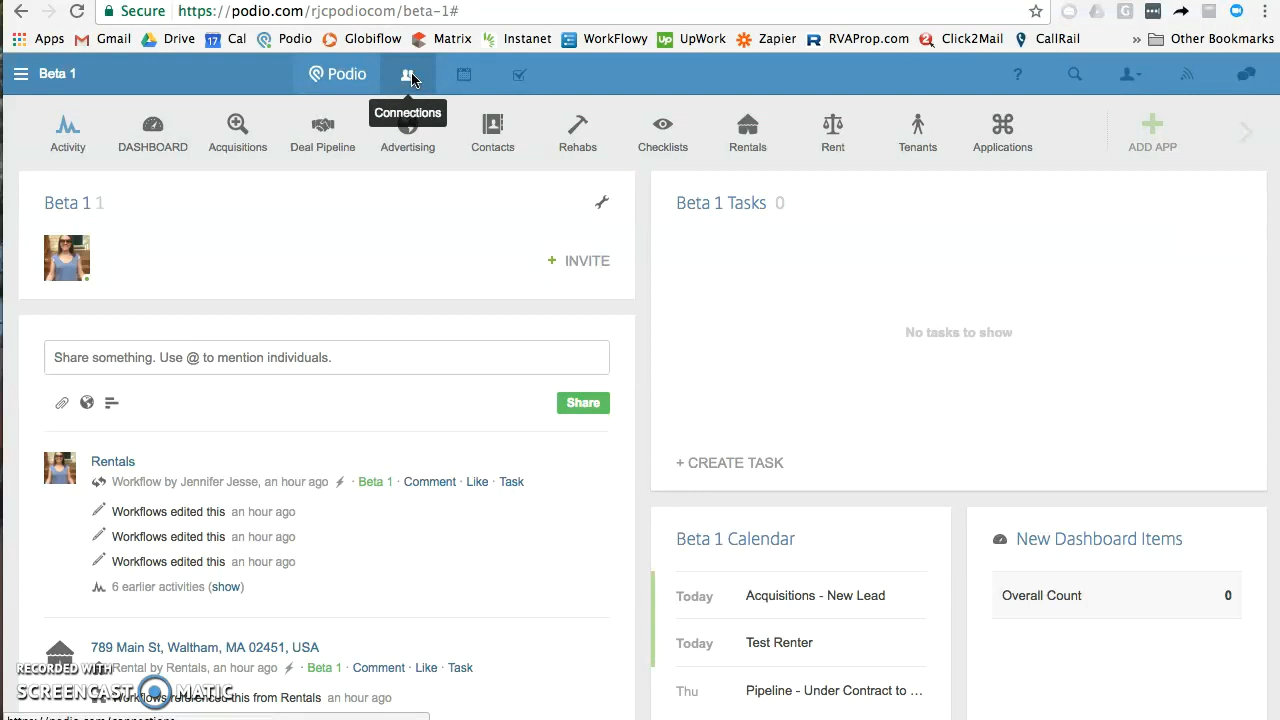 Secure https://podio.com/rjcpodiocom/beta-1#
Apps Gmail Drive 17 Cal Podio Globiflow Matrix Instanet WorkFlowy Up UpWork Zapier R RVAProp.com 2 Click2Mail CallRail » Other Bookmarks
Beta 1 Podio ?
Connections
Activity DASHBOARD Acquisitions Deal Pipeline Advertising Contacts Rehabs Checklists Rentals Rent Tenants Applications ADD APP
Beta 1 1
+ INVITE
Share something. Use @ to mention individuals.
Share
Rentals
Workflow by Jennifer Jesse, an hour ago · Beta 1 · Comment · Like · Task
Workflows edited this an hour ago
Workflows edited this an hour ago
Workflows edited this an hour ago
6 earlier activities (show)
789 Main St, Waltham, MA 02451, USA
Rental by Rentals, an hour ago · Beta 1 · Comment · Like · Task
Workflows referenced this from Rentals an hour ago
RECORDED WITH
SCREENCAST MATIC
Beta 1 Tasks 0
No tasks to show
+ CREATE TASK
Beta 1 Calendar
Today Acquisitions - New Lead
Today Test Renter
Thu Pipeline - Under Contract to ...
New Dashboard Items
Overall Count 0